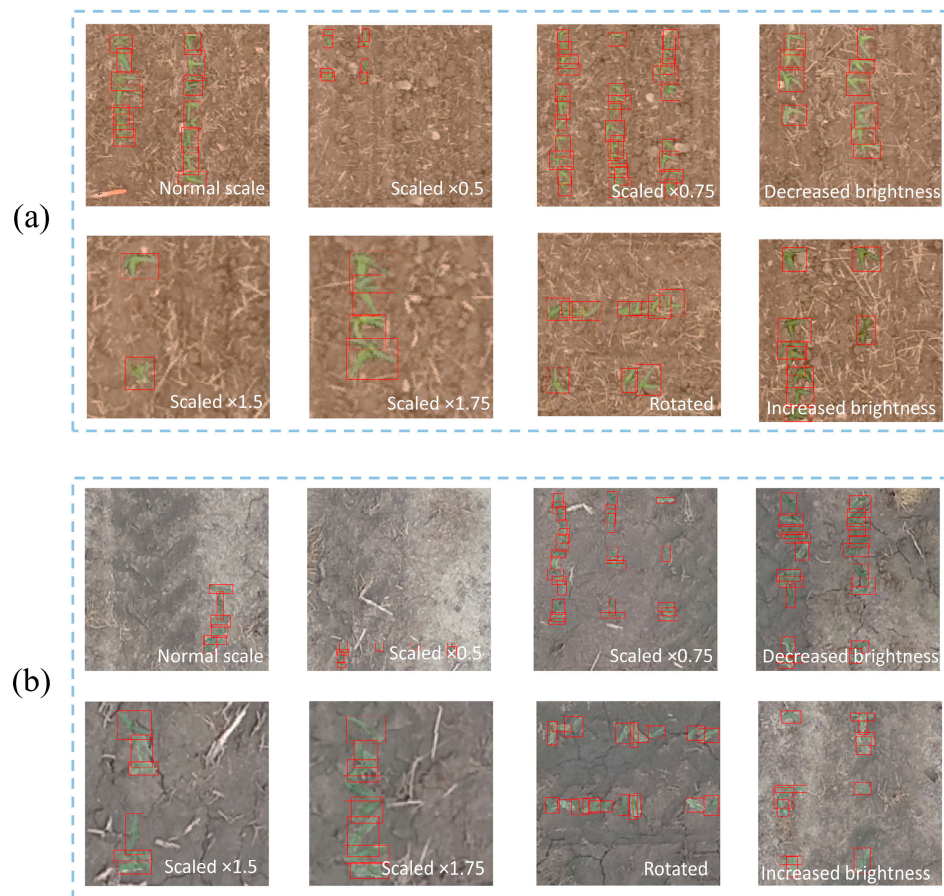 (a)
Normal scale
Scaled ×0.5
Scaled ×0.75
Decreased brightness
Scaled ×1.5
Scaled ×1.75
Rotated
Increased brightness
(b)
Normal scale
Scaled ×0.5
Scaled ×0.75
Decreased brightness
Scaled ×1.5
Scaled ×1.75
Rotated
Increased brightness